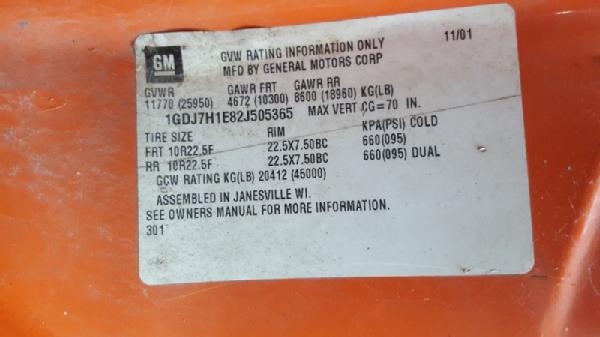 GM
GVW RATING INFORMATION ONLY 11/01
MFD BY GENERAL MOTORS CORP
GVWR GAWR FRT GAWR RR
11770 (25950) 4672 (10300) 8600 (18960) KG(LB)
1GDJ7H1E82J505365 MAX VERT CG=70 IN.
TIRE SIZE RIM KPA(PSI) COLD
FRT 10R22.5F 22.5X7.50BC 660(095)
RR 10R22.5F 22.5X7.50BC 660(095) DUAL
GCW RATING KG(LB) 20412 (45000)
ASSEMBLED IN JANESVILLE WI.
SEE OWNERS MANUAL FOR MORE INFORMATION.
301